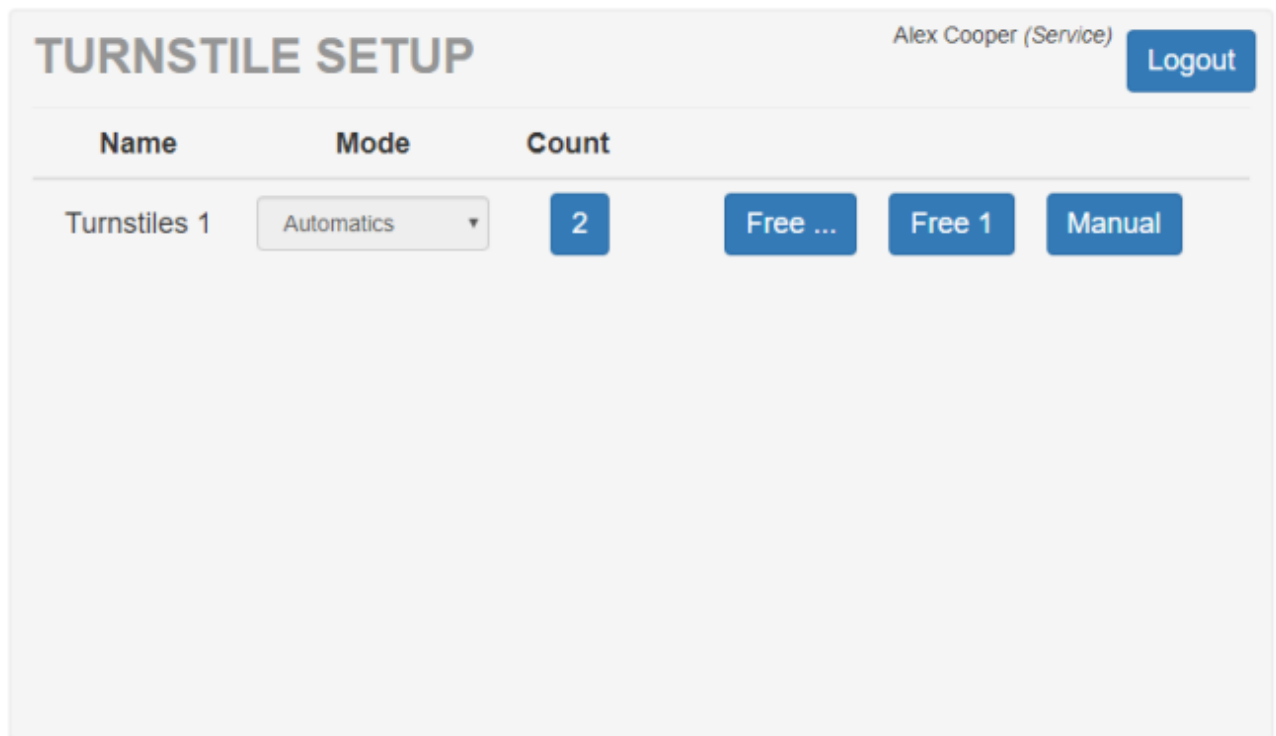 TURNSTILE SETUP
Alex Cooper (Service)
Logout
Name Mode Count
Turnstiles 1 Automatics 2 Free ... Free 1 Manual